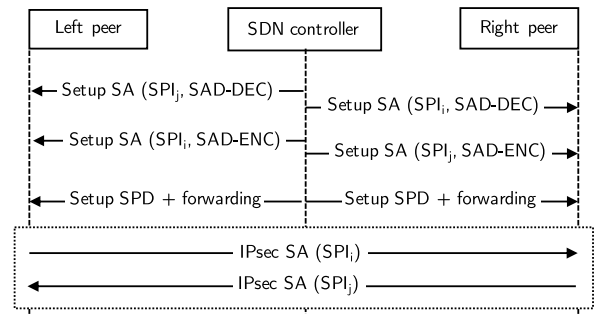 Left peer
SDN controller
Right peer
Setup SA (SPIj, SAD-DEC)
Setup SA (SPIi, SAD-DEC)
Setup SA (SPIi, SAD-ENC)
Setup SA (SPIj, SAD-ENC)
Setup SPD + forwarding
Setup SPD + forwarding
IPsec SA (SPIi)
IPsec SA (SPIj)